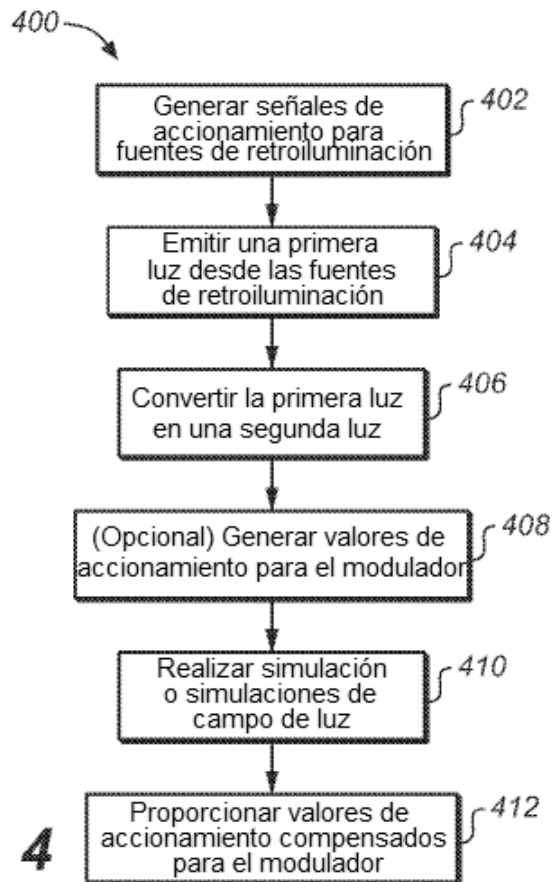 400
Generar señales de
accionamiento para
fuentes de retroiluminación
402
Emitir una primera
luz desde las fuentes
de retroiluminación
404
Convertir la primera luz
en una segunda luz
406
(Opcional) Generar valores de
accionamiento para el modulador
408
Realizar simulación
o simulaciones de
campo de luz
410
Proporcionar valores de
accionamiento compensados
para el modulador
412
4